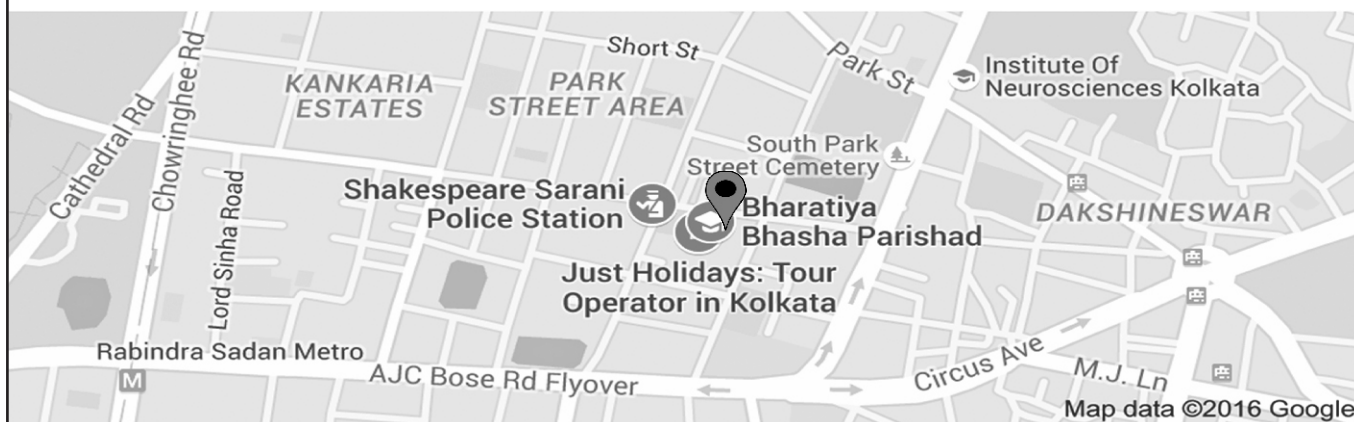 Short St
Park St
Institute Of
Neurosciences Kolkata
KANKARIA
ESTATES
PARK
STREET AREA
Cathedral Rd
Chowringhee Rd
South Park
Street Cemetery
Lord Sinha Road
Shakespeare Sarani
Police Station
Bharatiya
Bhasha Parishad
DAKSHINESWAR
Just Holidays: Tour
Operator in Kolkata
Rabindra Sadan Metro
M
AJC Bose Rd Flyover
Circus Ave
M.J. Ln
Map data ©2016 Google